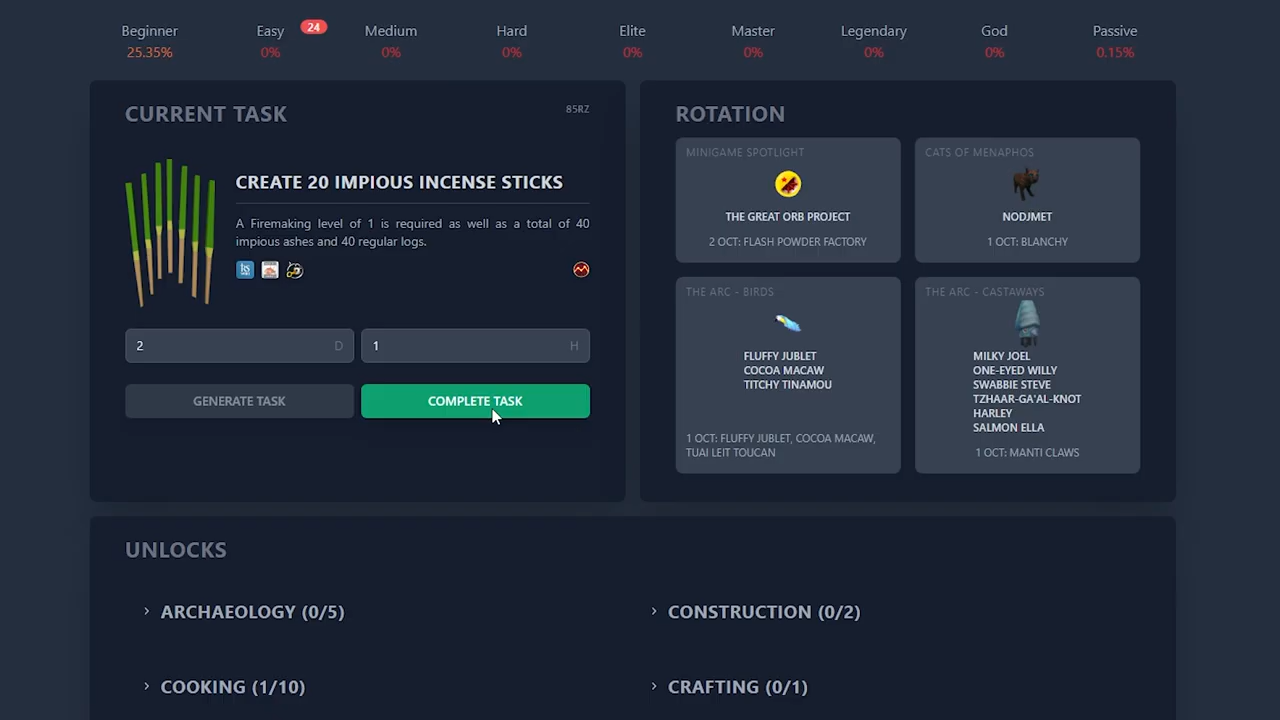 Beginner
25.35%
Easy
24
0%
Medium
0%
Hard
0%
Elite
0%
Master
0%
Legendary
0%
God
0%
Passive
0.15%
CURRENT TASK
85RZ
CREATE 20 IMPIOUS INCENSE STICKS
A Firemaking level of 1 is required as well as a total of 40
impious ashes and 40 regular logs.
2 D
1 H
GENERATE TASK
COMPLETE TASK
ROTATION
MINIGAME SPOTLIGHT
THE GREAT ORB PROJECT
2 OCT: FLASH POWDER FACTORY
CATS OF MENAPHOS
NODJMET
1 OCT: BLANCHY
THE ARC - BIRDS
FLUFFY JUBLET
COCOA MACAW
TITCHY TINAMOU
1 OCT: FLUFFY JUBLET, COCOA MACAW,
TUAI LEIT TOUCAN
THE ARC - CASTAWAYS
MILKY JOEL
ONE-EYED WILLY
SWABBIE STEVE
TZHAAR-GA'AL-KNOT
HARLEY
SALMON ELLA
1 OCT: MANTI CLAWS
UNLOCKS
ARCHAEOLOGY (0/5)
CONSTRUCTION (0/2)
COOKING (1/10)
CRAFTING (0/1)